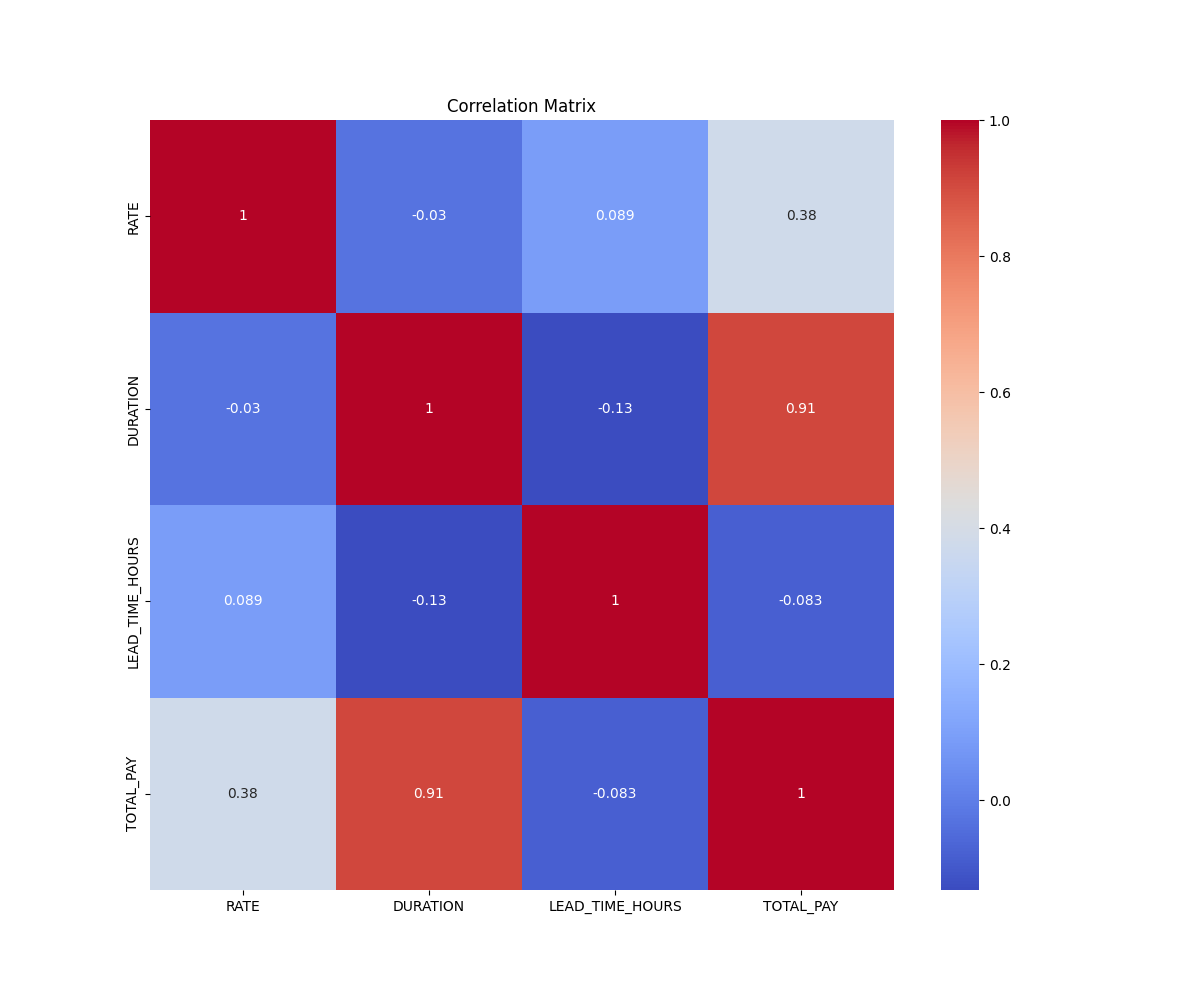 Correlation Matrix
RATE
1
-0.03
0.089
0.38
DURATION
-0.03
1
-0.13
0.91
LEAD_TIME_HOURS
0.089
-0.13
1
-0.083
TOTAL_PAY
0.38
0.91
-0.083
1
RATE
DURATION
LEAD_TIME_HOURS
TOTAL_PAY
1.0
0.8
0.6
0.4
0.2
0.0